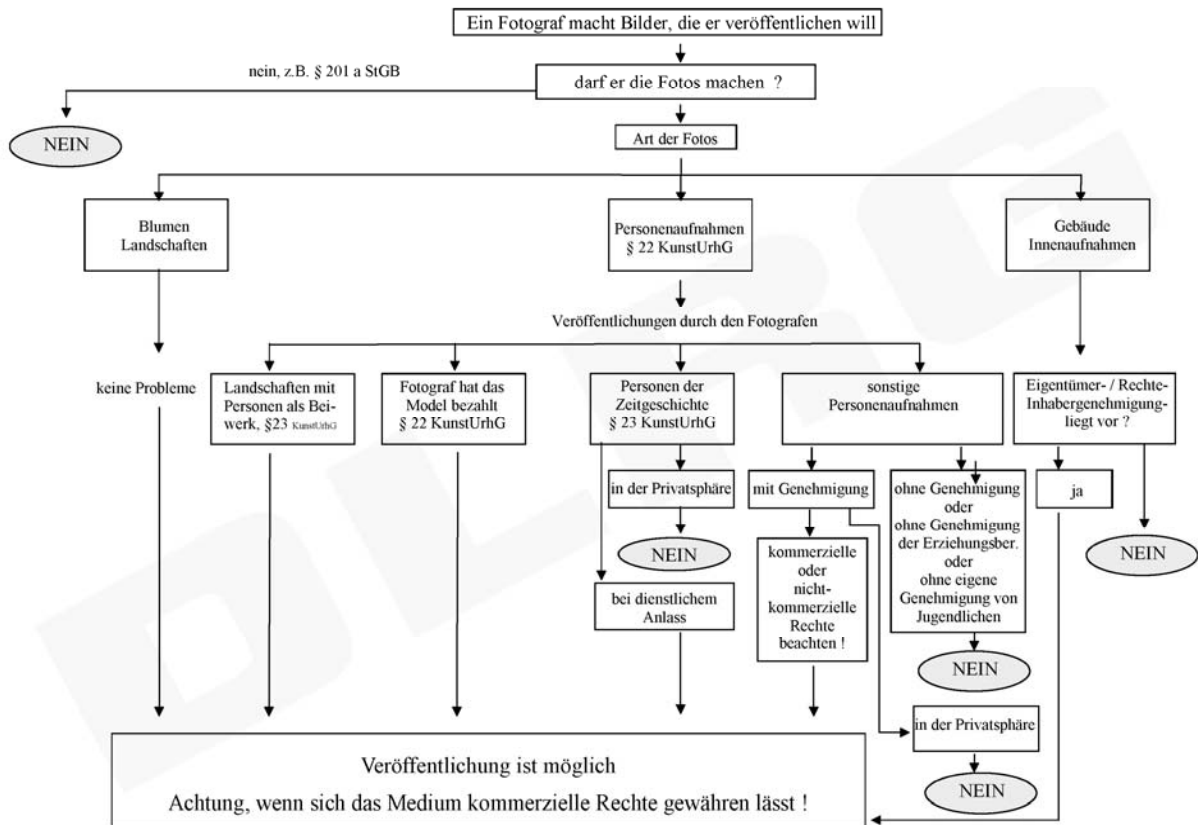 Ein Fotograf macht Bilder, die er veröffentlichen will
nein, z.B. § 201 a StGB
darf er die Fotos machen ?
NEIN
Art der Fotos
Blumen
Landschaften
Personenaufnahmen
§ 22 KunstUrhG
Gebäude
Innenaufnahmen
Veröffentlichungen durch den Fotografen
keine Probleme
Landschaften mit
Personen als Bei-
werk, §23 KunstUrhG
Fotograf hat das
Model bezahlt
§ 22 KunstUrhG
Personen der
Zeitgeschichte
§ 23 KunstUrhG
sonstige
Personenaufnahmen
Eigentümer- / Rechte-
Inhabergenehmigung-
liegt vor ?
in der Privatsphäre
NEIN
bei dienstlichem
Anlass
mit Genehmigung
kommerzielle
oder
nicht-
kommerzielle
Rechte
beachten !
ohne Genehmigung
oder
ohne Genehmigung
der Erziehungsber.
oder
ohne eigene
Genehmigung von
Jugendlichen
NEIN
ja
NEIN
in der Privatsphäre
NEIN
Veröffentlichung ist möglich
Achtung, wenn sich das Medium kommerzielle Rechte gewähren lässt !
DLRG